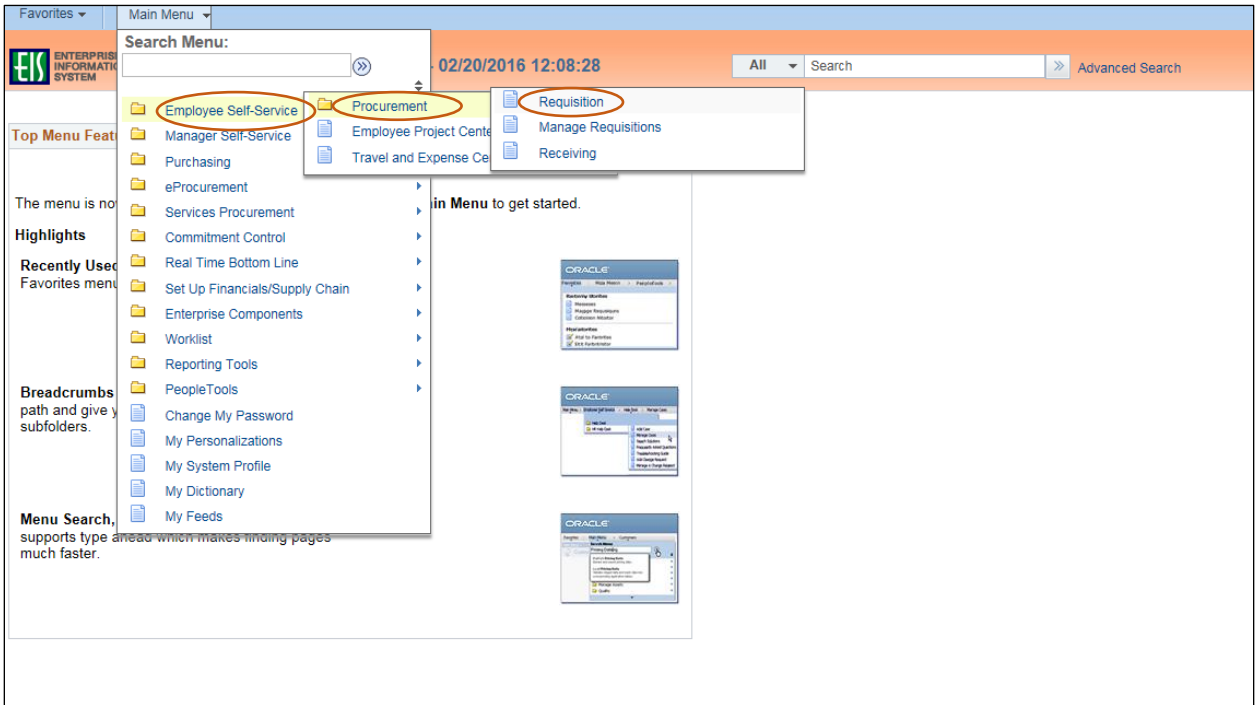 Favorites
Main Menu
Search Menu:
ENTERPRIS
INFORMATIO
SYSTEM
- 02/20/2016 12:08:28
All
Search
Advanced Search
Employee Self-Service
Procurement
Requisition
Top Menu Feat
Manager Self-Service
Employee Project Cente
Manage Requisitions
Purchasing
Travel and Expense Ce
Receiving
eProcurement
The menu is no
Services Procurement
in Menu to get started.
Highlights
Commitment Control
Recently Used
Real Time Bottom Line
Favorites menu
Set Up Financials/Supply Chain
Enterprise Components
Worklist
Reporting Tools
Breadcrumbs
PeopleTools
path and give y
Change My Password
subfolders.
My Personalizations
My System Profile
My Dictionary
Menu Search,
My Feeds
supports type ahead which makes finding pages
much faster.
ORACLE
ORACLE
ORACLE